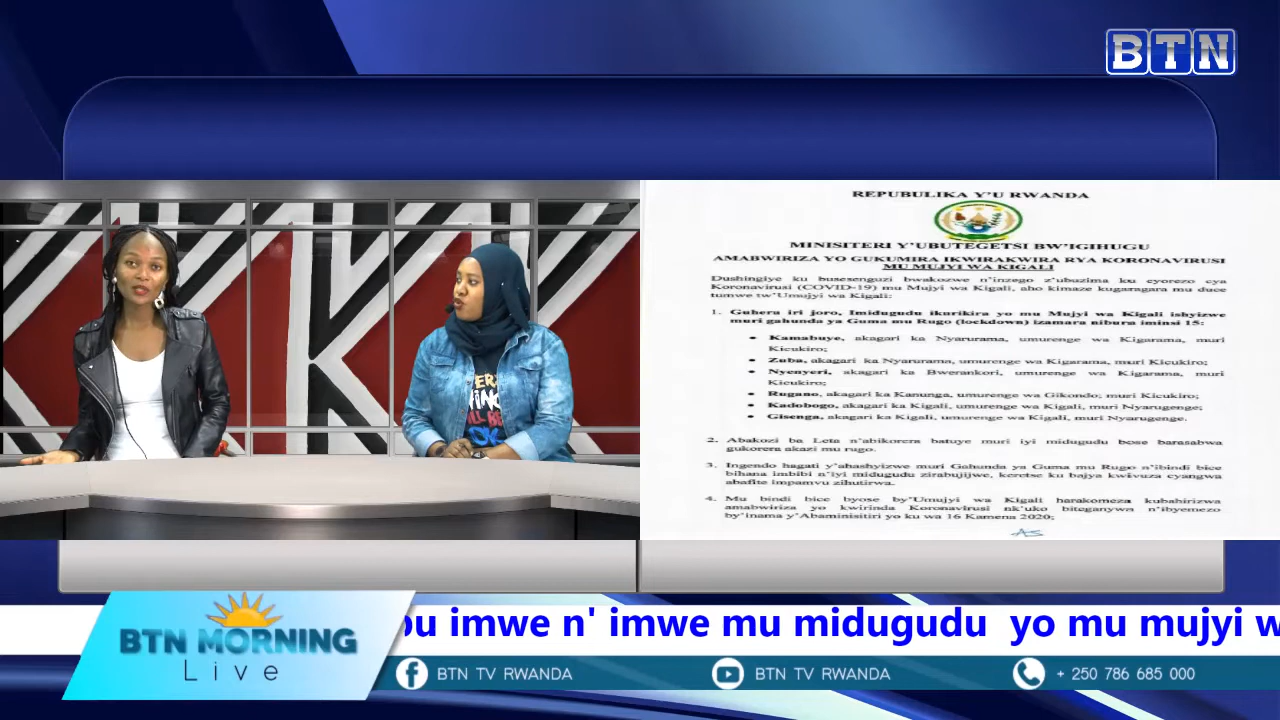 BTN
REPUBULIKA Y'U RWANDA
MINISITERI Y'UBUTEGETSI BW'IGIHUGU
AMABWIRIZA YO GUKUMIRA IKWIRAKWIRA RYA KORONAVIRUSI
MU MUJYI WA KIGALI
Dushingiye ku busesenguzi bwakozwe n'inzego z'ubuzima ku cyorezo cya
Koronavirusi (COVID-19) mu Mujyi wa Kigali, aho kimaze kugaragara mu duce
tumwe tw'Umujyi wa Kigali:
1. Guhera iri joro, Imidugudu ikurikira yo mu Mujyi wa Kigali ishyizwe
muri gahunda ya Guma mu Rugo (lockdown) izamara nibura iminsi 15:
• Kamabuye, akagari ka Nyarurama, umurenge wa Kigarama, muri
Kicukiro;
• Zuba, akagari ka Nyarurama, umurenge wa Kigarama, muri Kicukiro;
• Nyenyeri, akagari ka Bwerankori, umurenge wa Kigarama, muri
Kicukiro;
• Rugano, akagari ka Kanunga, umurenge wa Gikondo; muri Kicukiro;
• Kadobogo, akagari ka Kigali, umurenge wa Kigali, muri Nyarugenge;
• Gisenga, akagari ka Kigali, umurenge wa Kigali, muri Nyarugenge.
2. Abakozi ba Leta n'abikorera batuye muri iyi midugudu bose barasabwa
gukorera akazi mu rugo.
3. Ingendo hagati y'ahashyizwe muri Gahunda ya Guma mu Rugo n'ibindi bice
bihana imbibi n'iyi midugudu zirabujijwe, keretse ku bajya kwivuza cyangwa
abafite impamvu zihutirwa.
4. Mu bindi bice byose by'Umujyi wa Kigali harakomeza kubahirizwa
amabwiriza yo kwirinda Koronavirusi nk'uko biteganywa n'ibyemezo
by'inama y'Abaminisitiri yo ku wa 16 Kamena 2020;
imwe n' imwe mu midugudu yo mu mujyi w
BTN MORNING
Live
BTN TV RWANDA
BTN TV RWANDA
+ 250 786 685 000